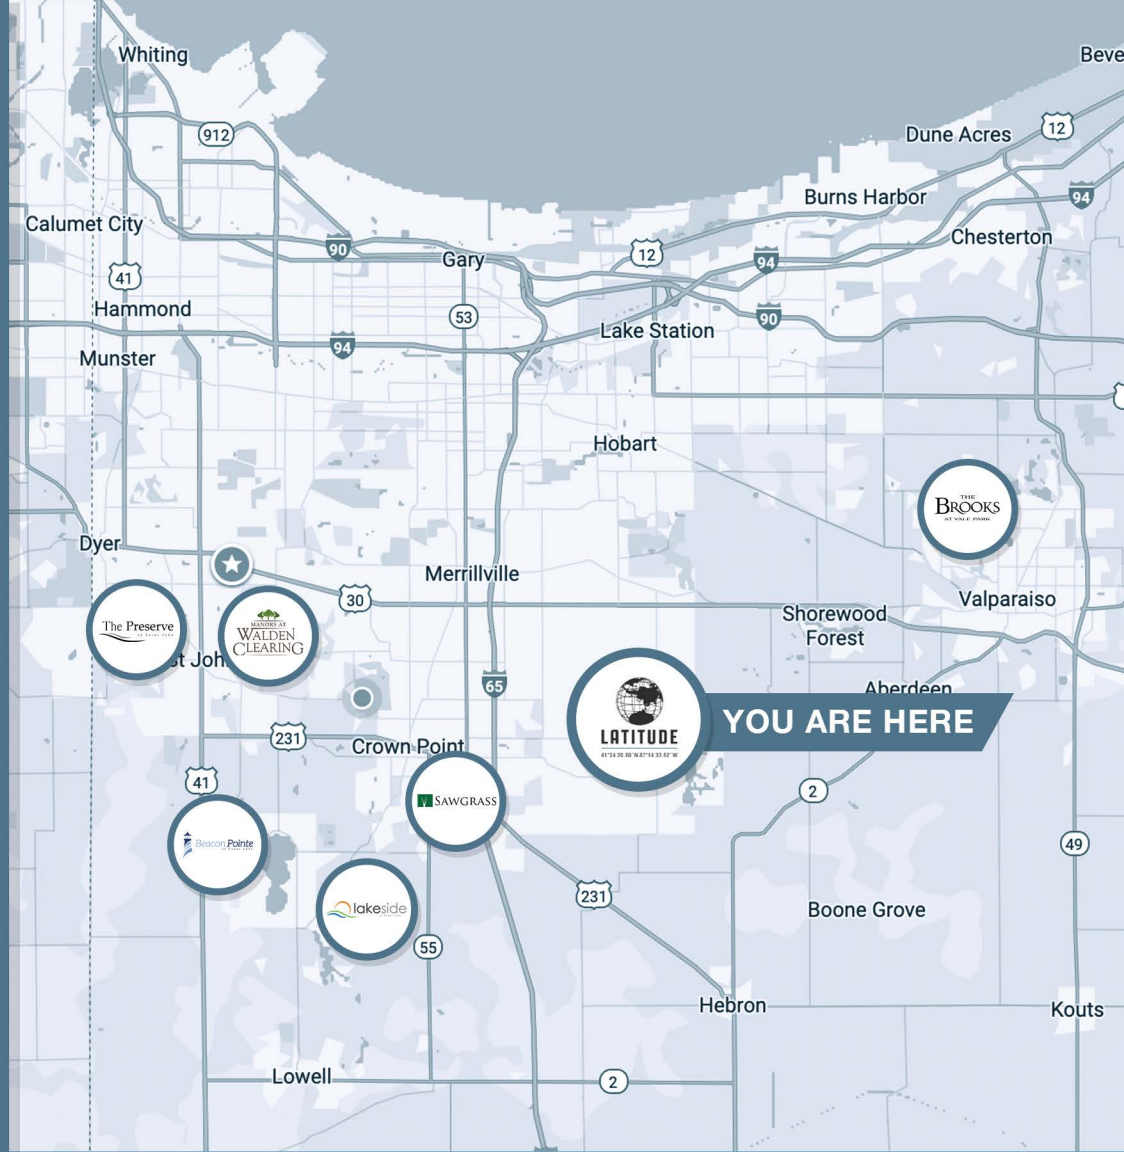 Whiting
Beve
912
Dune Acres
12
Burns Harbor
94
Calumet City
Chesterton
90
12
Gary
94
41
Hammond
53
90
Lake Station
94
Munster
Hobart
THE
BROOKS
AT VALE PARK
Dyer
Merrillville
30
Valparaiso
Shorewood
Forest
The Preserve
MANORS AT
WALDEN
CLEARING
St John
65
Aberdeen
LATITUDE
YOU ARE HERE
231
Crown Point
41
2
SAWGRASS
Beacon Pointe
49
231
lakeside
Boone Grove
55
Hebron
Kouts
Lowell
2